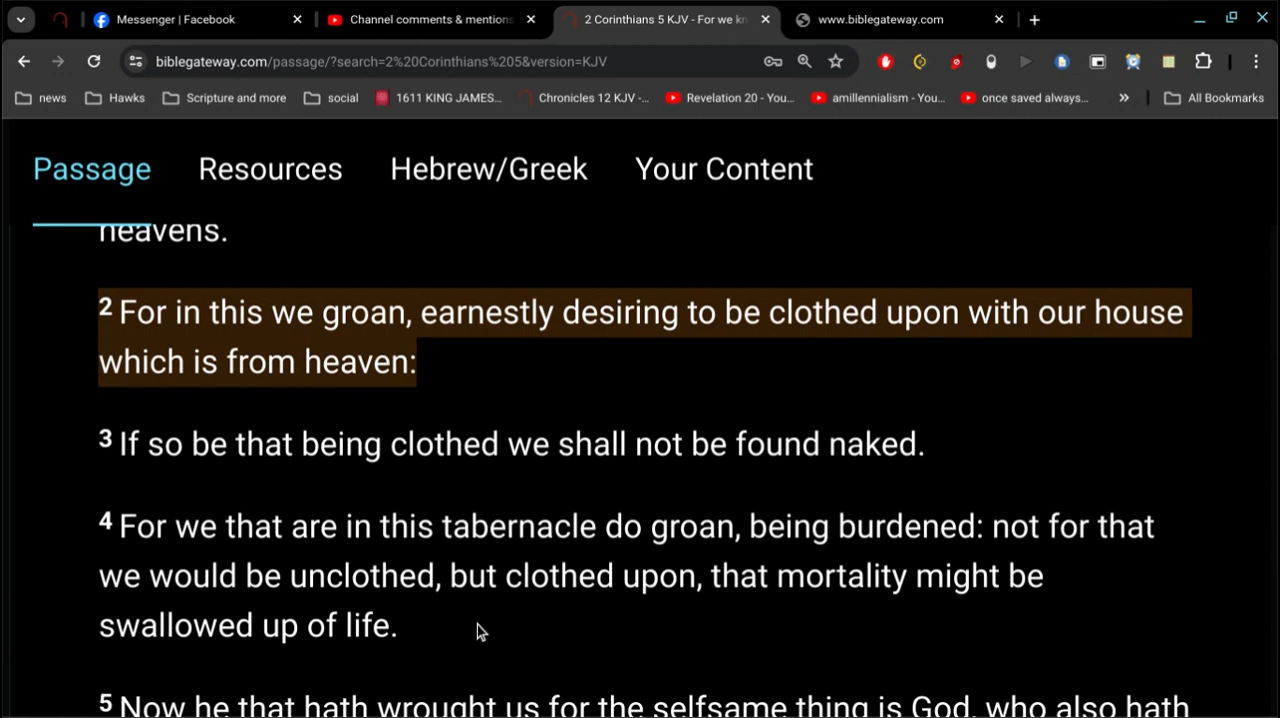 Messenger | Facebook
Channel comments & mentions
2 Corinthians 5 KJV - For we kn
www.biblegateway.com
biblegateway.com/passage/?search=2%20Corinthians%205&version=KJV
news Hawks Scripture and more social 1611 KING JAMES... Chronicles 12 KJV -... Revelation 20 - You... amillennialism - You... once saved always... » All Bookmarks
Passage Resources Hebrew/Greek Your Content
heavens.
2 For in this we groan, earnestly desiring to be clothed upon with our house
which is from heaven:
3 If so be that being clothed we shall not be found naked.
4 For we that are in this tabernacle do groan, being burdened: not for that
we would be unclothed, but clothed upon, that mortality might be
swallowed up of life.
5 Now he that hath wrought us for the selfsame thing is God, who also hath